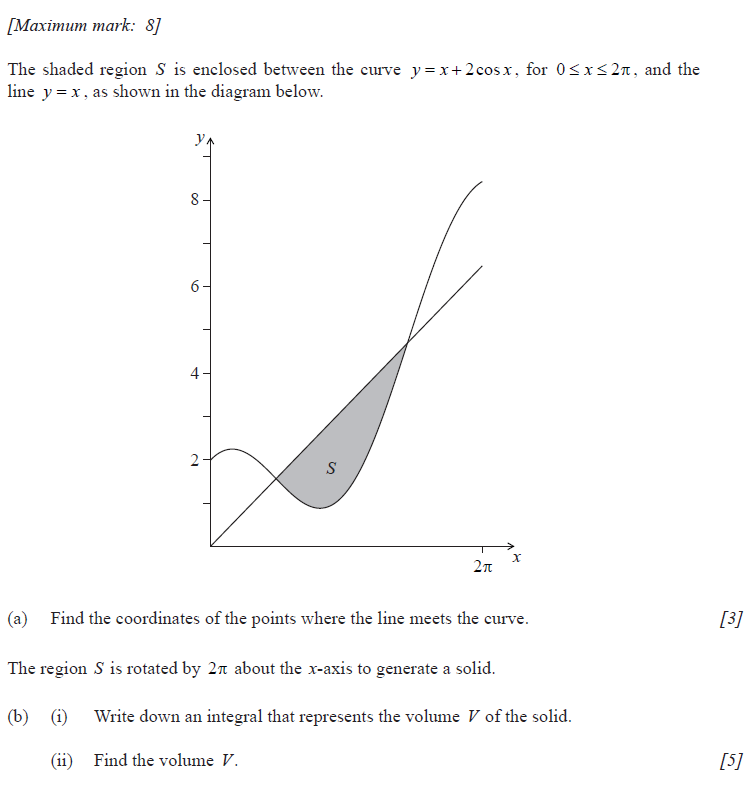 [Maximum mark: 8]
The shaded region S is enclosed between the curve y = x + 2cos x, for 0 ≤ x ≤ 2π, and the
line y = x, as shown in the diagram below.
y
8
6
4
2
S
x
2π
(a) Find the coordinates of the points where the line meets the curve. [3]
The region S is rotated by 2π about the x-axis to generate a solid.
(b) (i) Write down an integral that represents the volume V of the solid.
(ii) Find the volume V. [5]